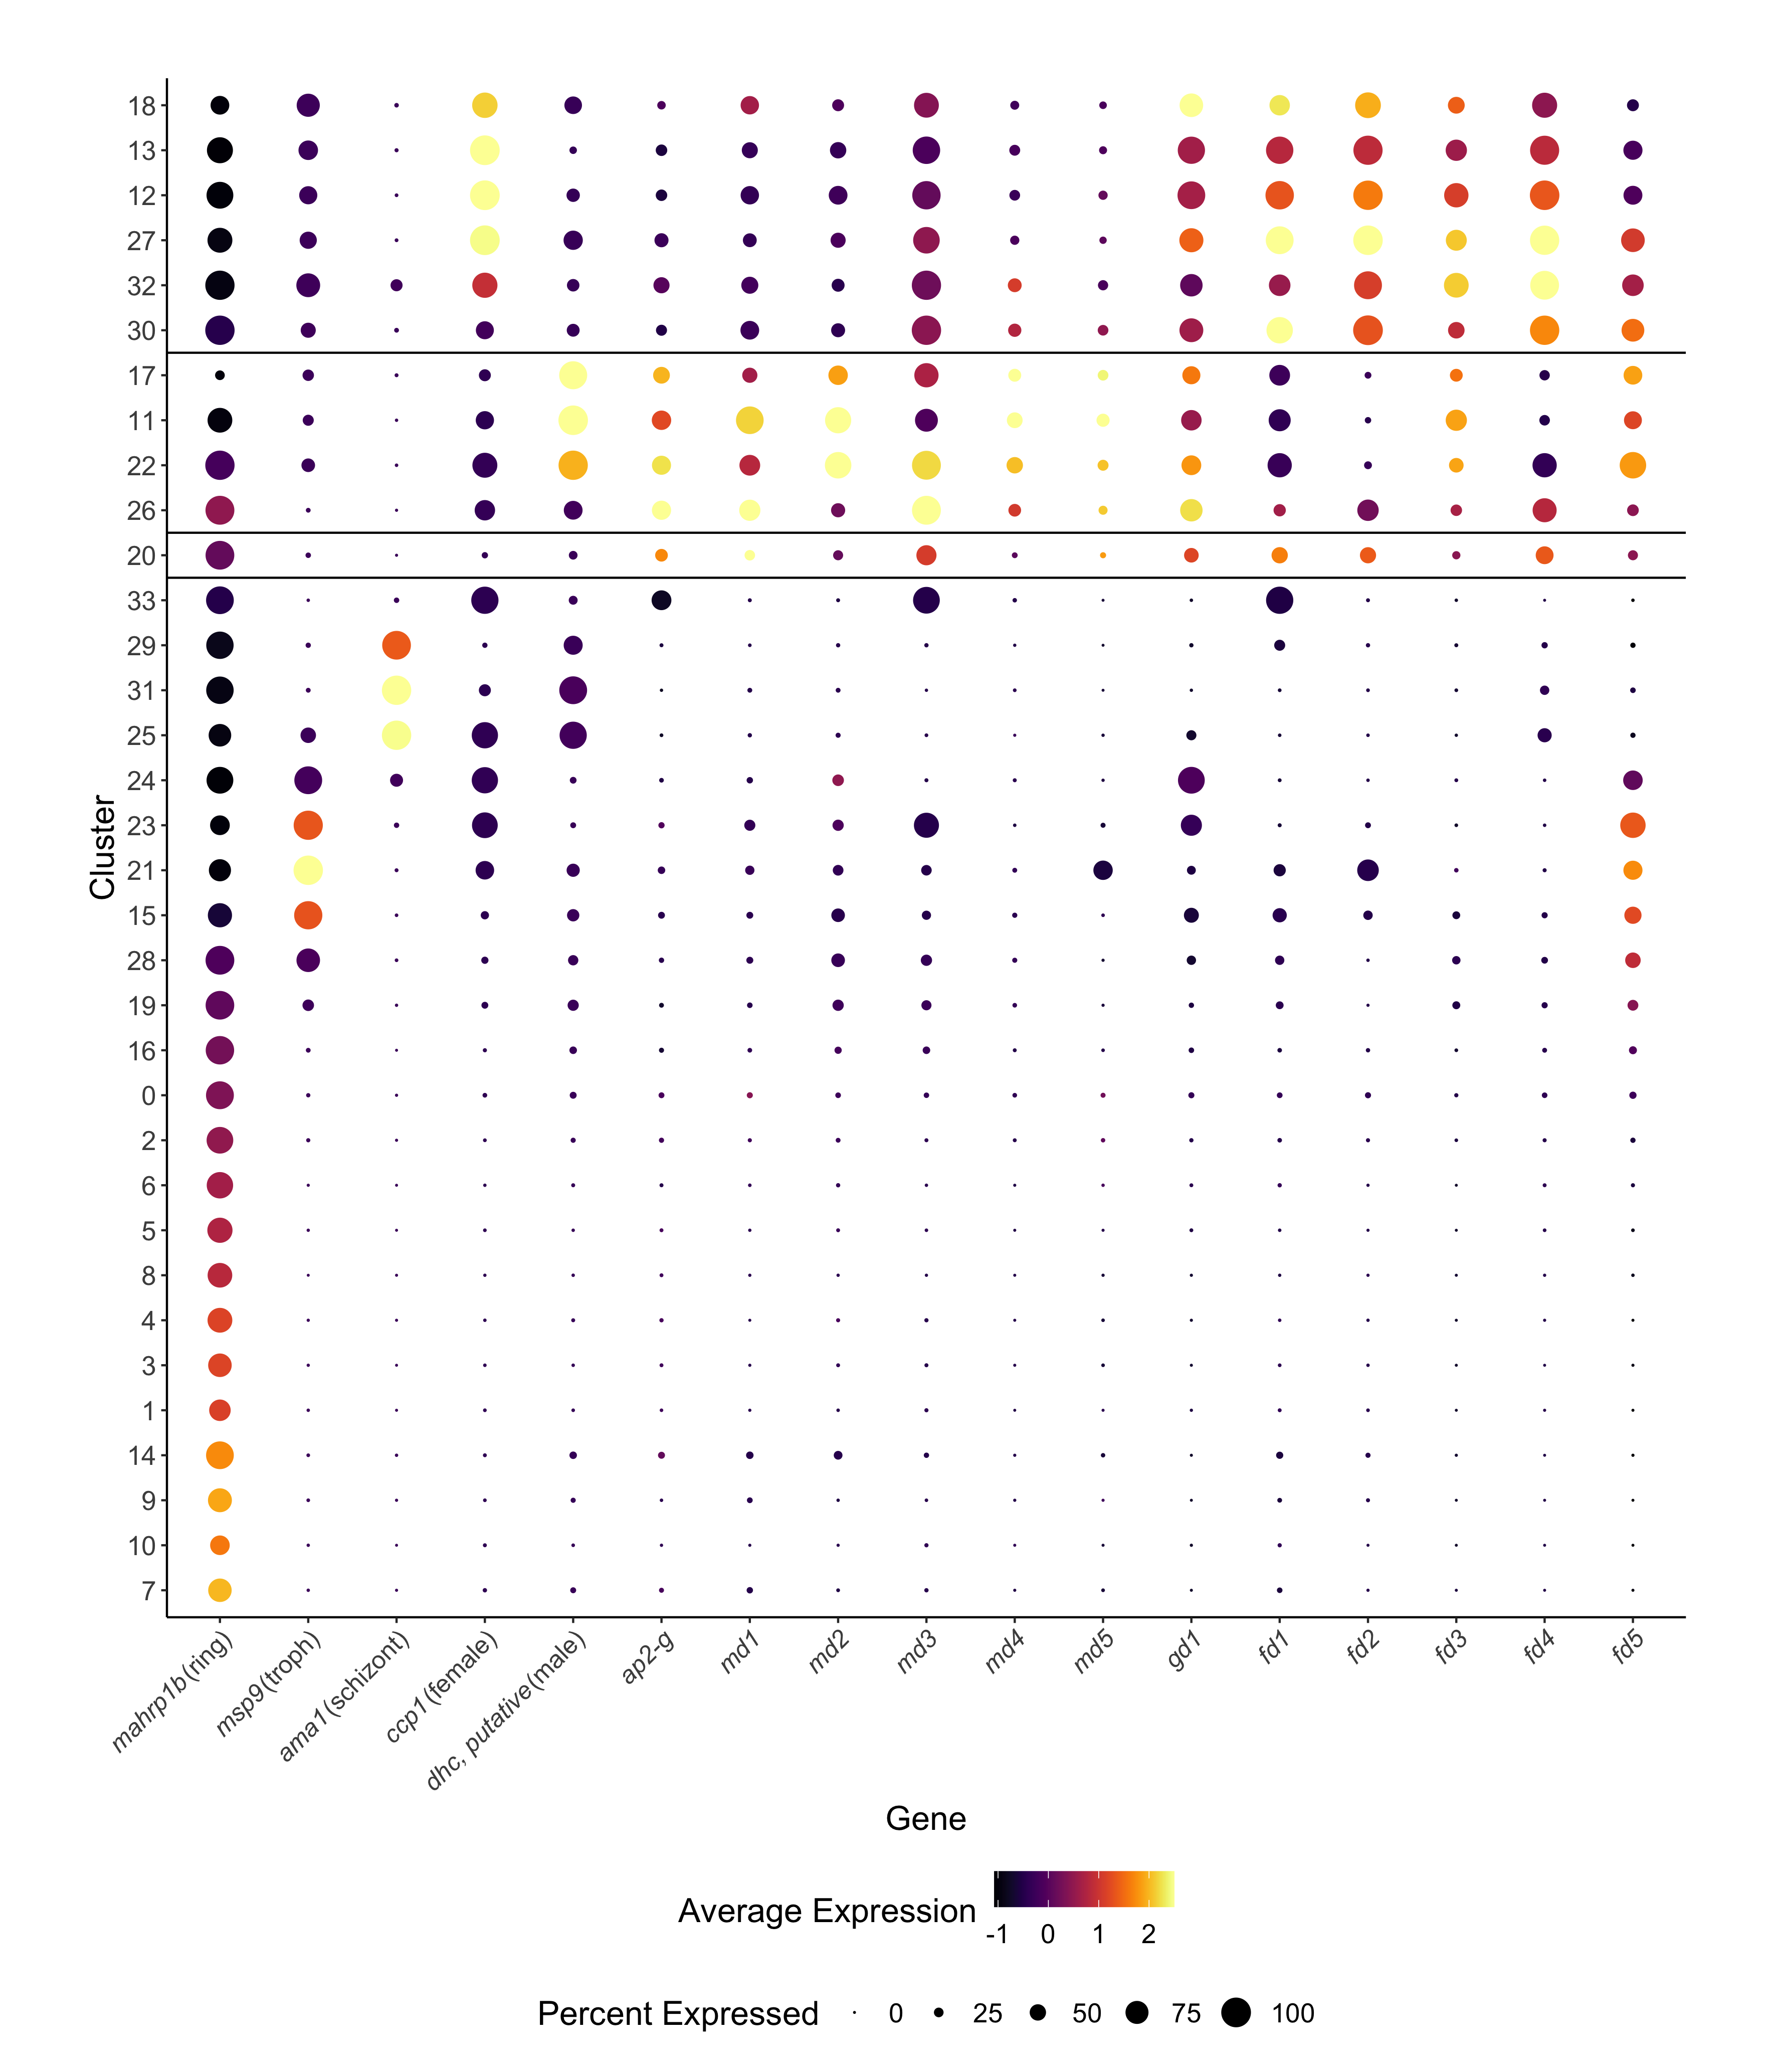 18
13
12
27
32
30
17
11
22
26
20
33
29
31
25
24
23
21
15
28
19
16
0
2
6
5
8
4
3
1
14
9
10
7
Cluster
mahrp1b(ring)
msp9(troph)
ama1(schizont)
ccp1(female)
dhc, putative(male)
ap2-g
md1
md2
md3
md4
md5
gd1
fd1
fd2
fd3
fd4
fd5
Gene
Average Expression
-1 0 1 2
Percent Expressed 0 25 50 75 100